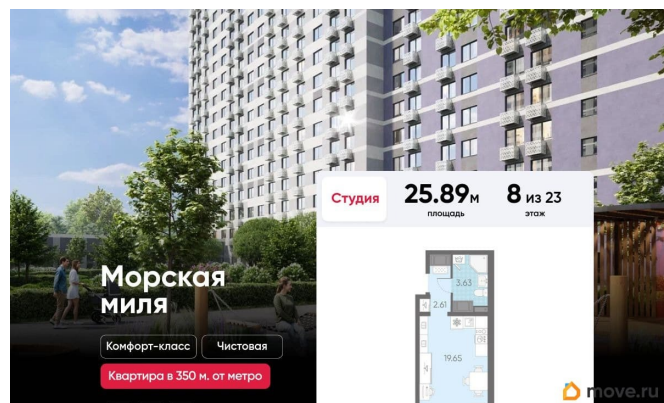 Студия
25.89м
площадь
8 из 23
этаж
3.63
2.61
19.65
Морская
миля
Комфорт-класс
Чистовая
Квартира в 350 м. от метро
move.ru